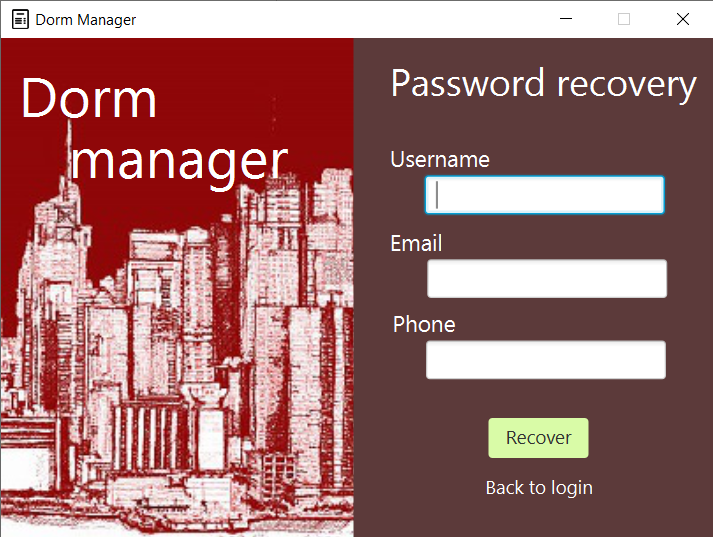 Dorm Manager
Dorm
manager
Password recovery
Username
Email
Phone
Recover
Back to login